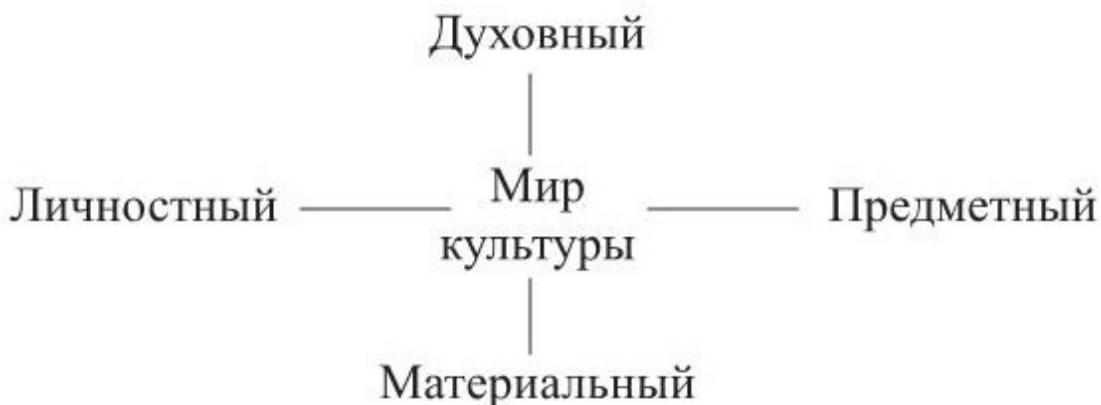 Духовный
Личностный
Мир
Предметный
культуры
Материальный